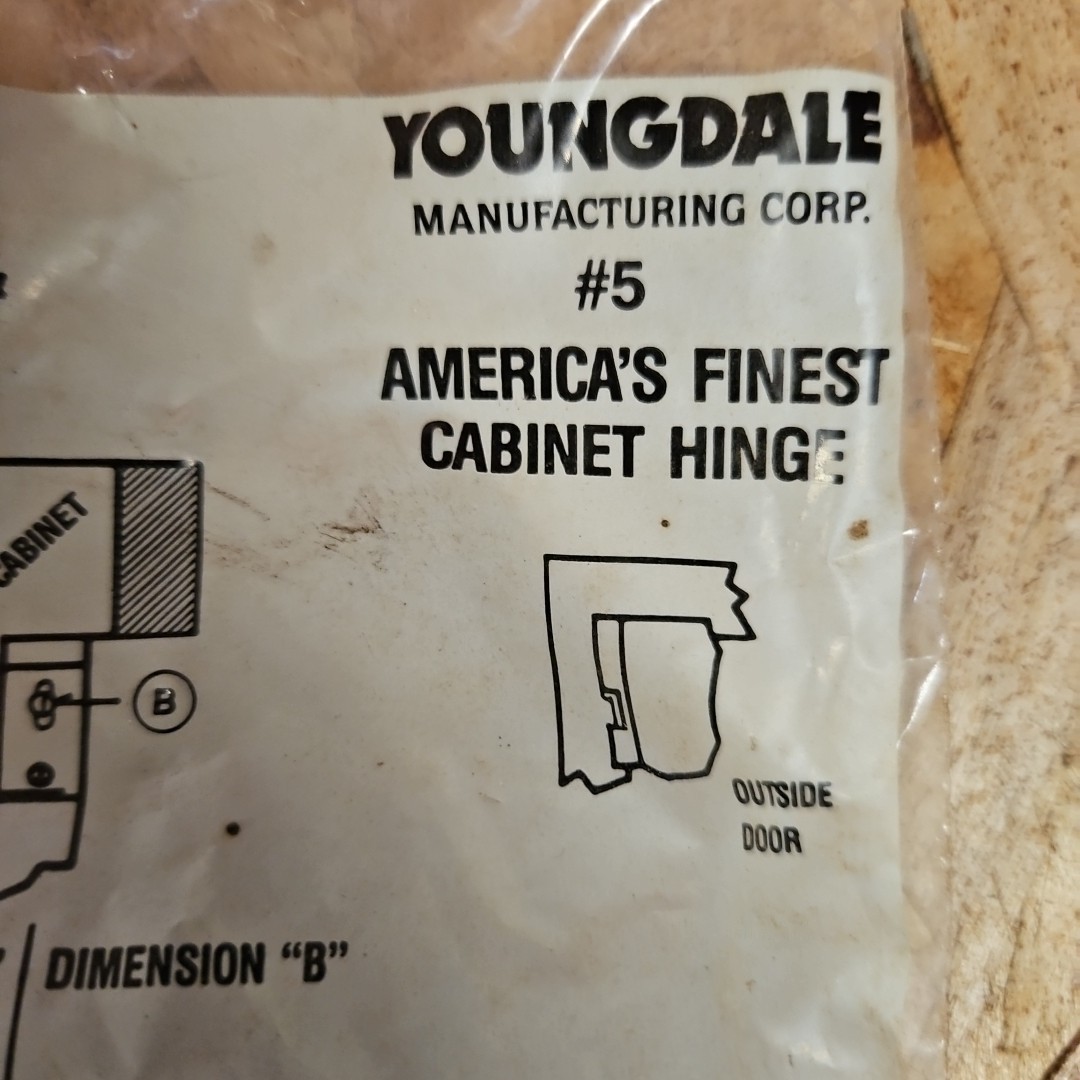 YOUNGDALE
MANUFACTURING CORP.
#5
AMERICA'S FINEST
CABINET HINGE
CABINET
B
OUTSIDE
DOOR
DIMENSION “B”